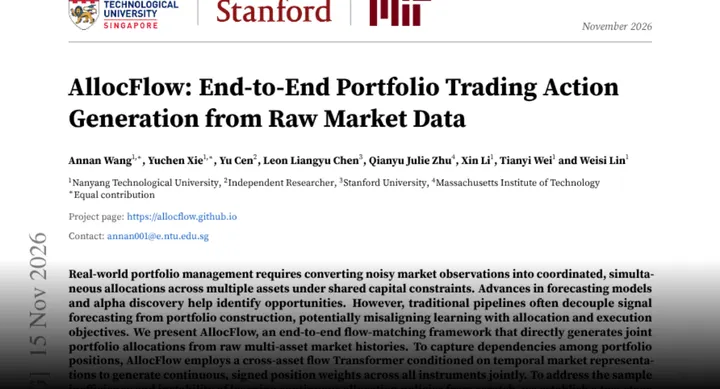 TECHNOLOGICAL
UNIVERSITY
SINGAPORE
Stanford
MIT
November 2026
AllocFlow: End-to-End Portfolio Trading Action
Generation from Raw Market Data
Annan Wang1,*, Yuchen Xie1,*, Yu Cen2, Leon Liangyu Chen3, Qianyu Julie Zhu4, Xin Li1, Tianyi Wei1 and Weisi Lin1
1Nanyang Technological University, 2Independent Researcher, 3Stanford University, 4Massachusetts Institute of Technology
*Equal contribution
Project page: https://allocflow.github.io
Contact: annan001@e.ntu.edu.sg
15 Nov 2026
Real-world portfolio management requires converting noisy market observations into coordinated, simulta-
neous allocations across multiple assets under shared capital constraints. Advances in forecasting models
and alpha discovery help identify opportunities. However, traditional pipelines often decouple signal
forecasting from portfolio construction, potentially misaligning learning with allocation and execution
objectives. We present AllocFlow, an end-to-end flow-matching framework that directly generates joint
portfolio allocations from raw multi-asset market histories. To capture dependencies among portfolio
positions, AllocFlow employs a cross-asset flow Transformer conditioned on temporal market representa-
tions to generate continuous, signed position weights across all instruments jointly. To address the sample